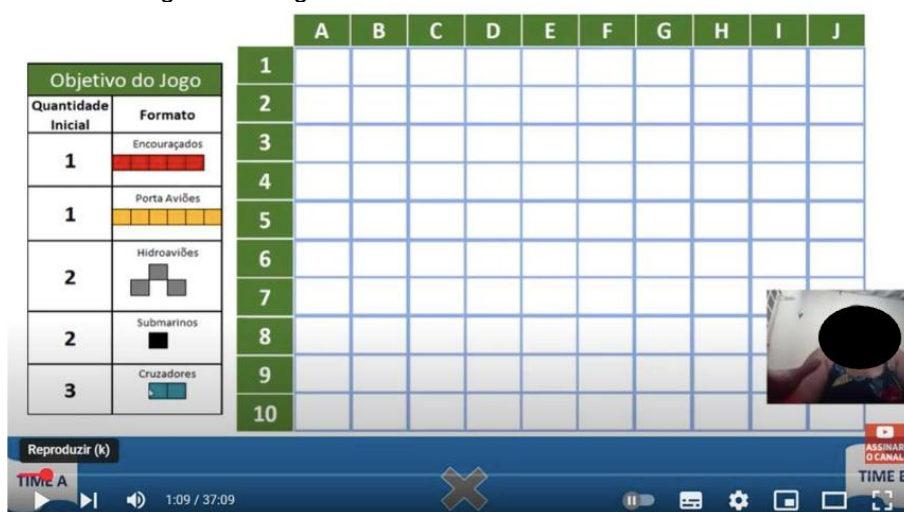 A B C D E F G H I J
Objetivo do Jogo
Quantidade Inicial Formato
1 Encouraçados
1 Porta Aviões
2 Hidroaviões
2 Submarinos
3 Cruzadores
1
2
3
4
5
6
7
8
9
10
Reproduzir (k)
ASSINAR
O CANAL
TIME A
TIME B
1:09 / 37:09